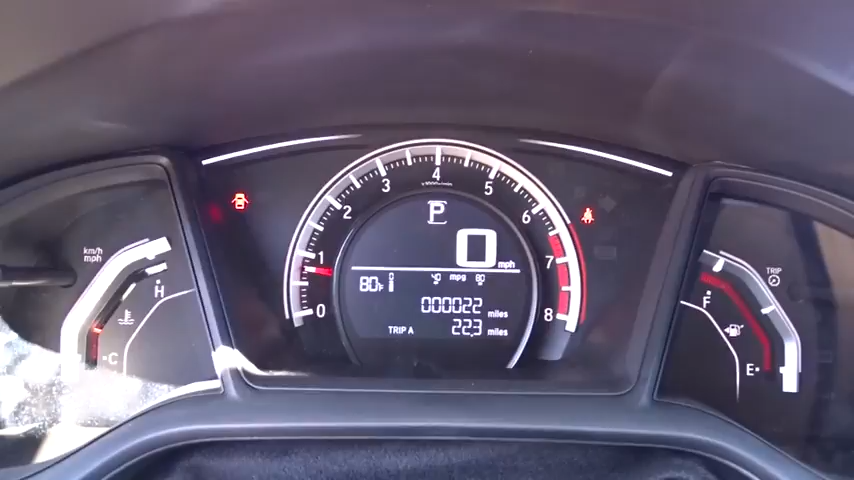 km/h
mph
H
C
0
1
2
3
4
5
6
7
8
P
0 mph
80°F
40 mpg 80
000022 miles
TRIP A 22.3 miles
TRIP
F
E